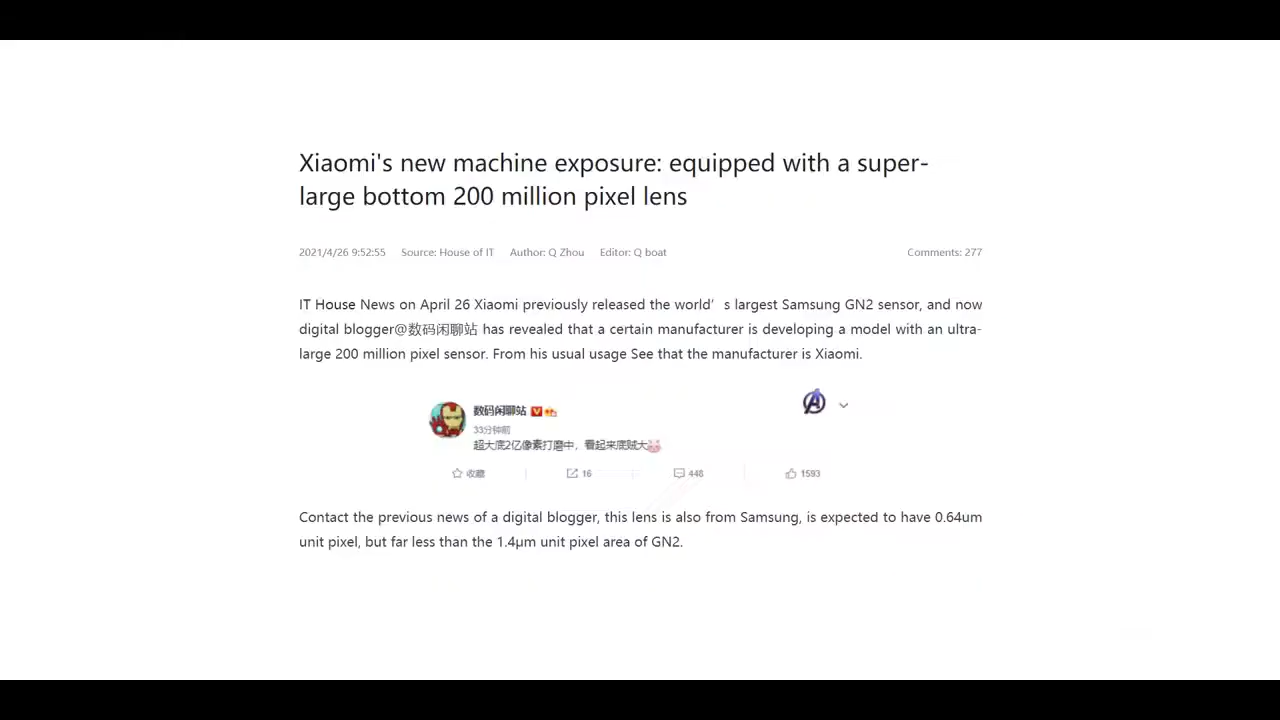 Xiaomi's new machine exposure: equipped with a super-
large bottom 200 million pixel lens
2021/4/26 9:52:55 Source: House of IT Author: Q Zhou Editor: Q boat Comments: 277
IT House News on April 26 Xiaomi previously released the world's largest Samsung GN2 sensor, and now
digital blogger@数码闲聊站 has revealed that a certain manufacturer is developing a model with an ultra-
large 200 million pixel sensor. From his usual usage See that the manufacturer is Xiaomi.
数码闲聊站
33分钟前
超大底2亿像素打磨中，看起来底贼大
收藏 16 448 1593
Contact the previous news of a digital blogger, this lens is also from Samsung, is expected to have 0.64um
unit pixel, but far less than the 1.4μm unit pixel area of GN2.